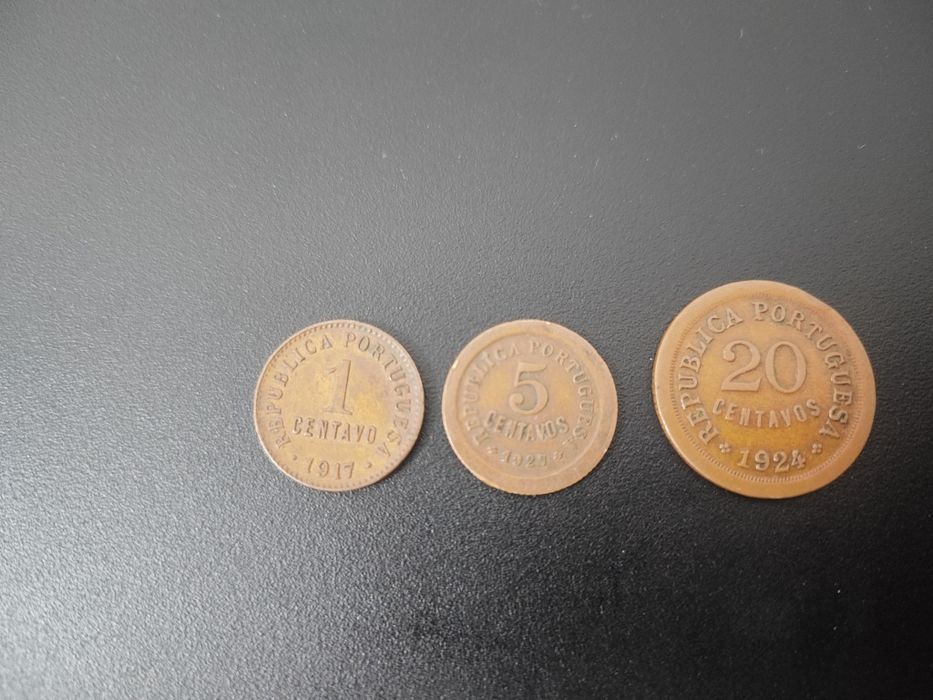 REPUBLICA PORTUGUESA
1
CENTAVO
1917
REPUBLICA PORTUGUESA
5
CENTAVOS
REPUBLICA PORTUGUESA
20
CENTAVOS
1924